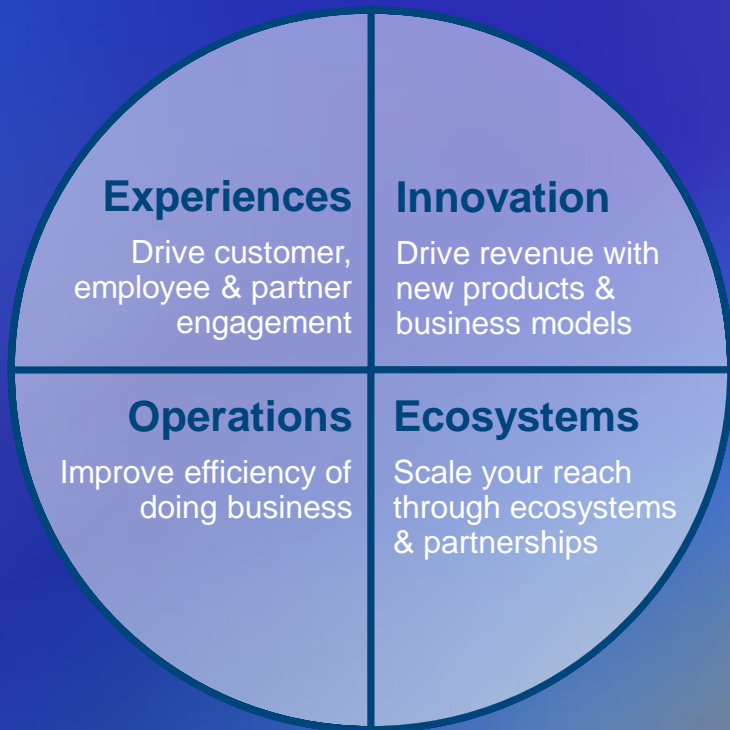 Experiences
Drive customer,
employee & partner
engagement
Innovation
Drive revenue with
new products &
business models
Operations
Improve efficiency of
doing business
Ecosystems
Scale your reach
through ecosystems
& partnerships